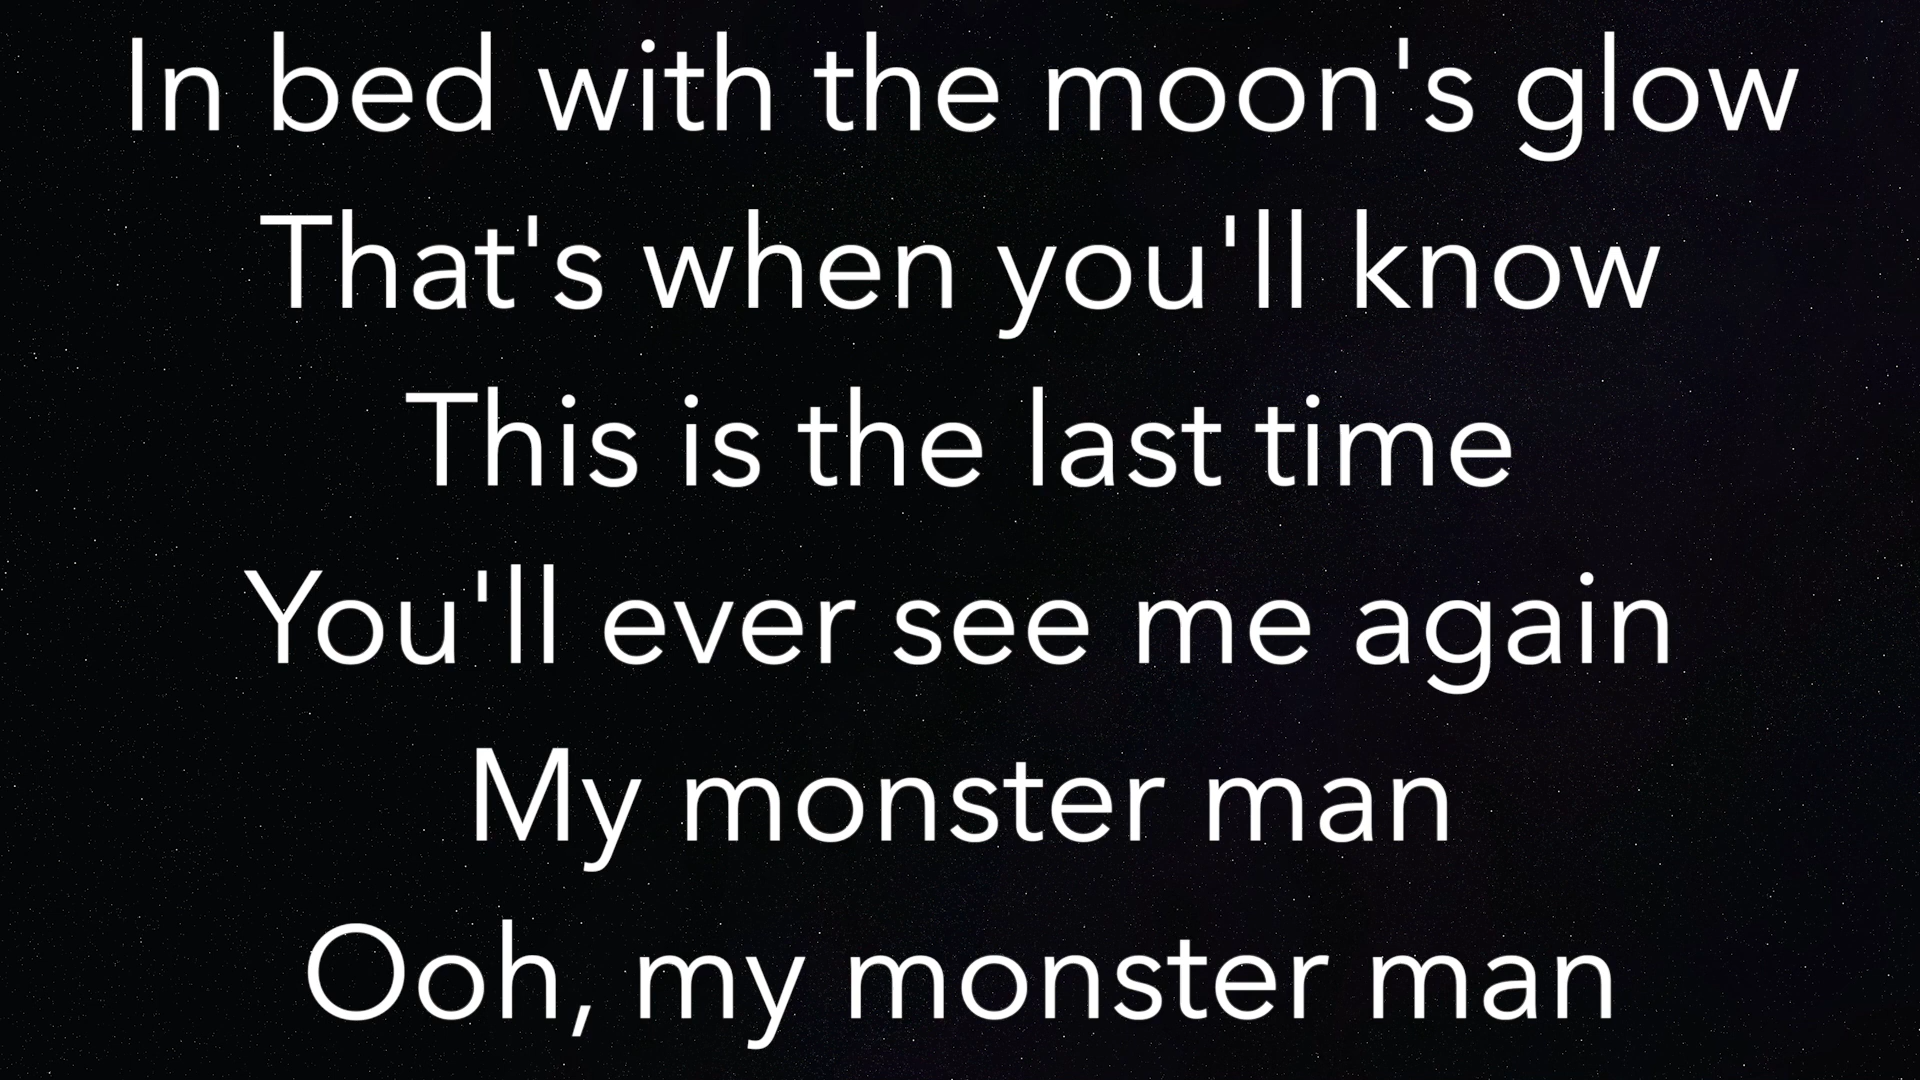 In bed with the moon's glow
That's when you'll know
This is the last time
You'll ever see me again
My monster man
Ooh, my monster man